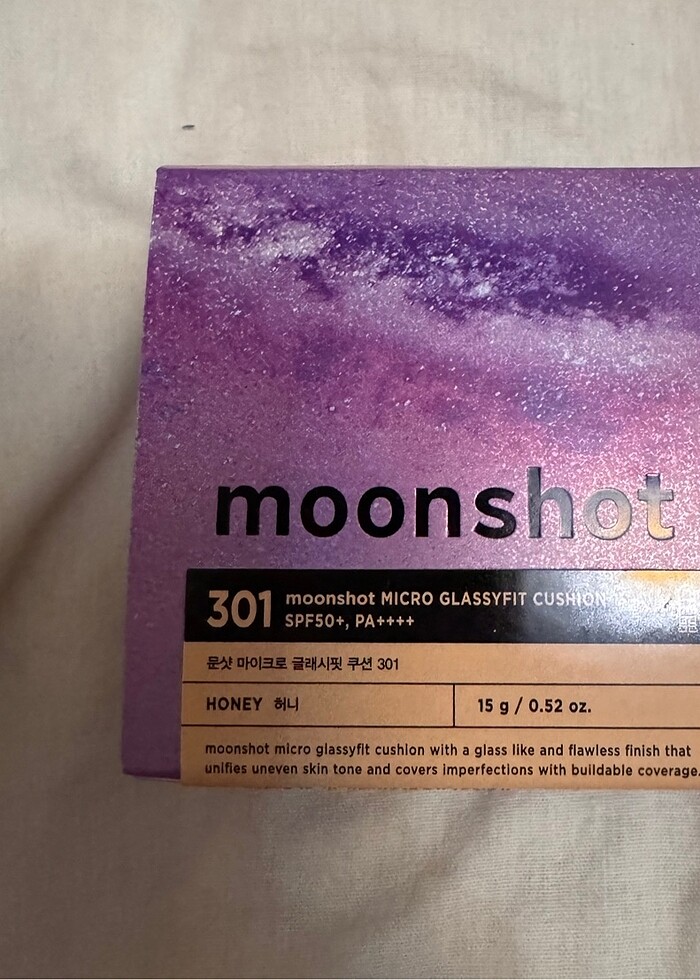 moonshot
301
moonshot MICRO GLASSYFIT CUSHION
SPF50+, PA++++
문샷 마이크로 글래시핏 쿠션 301
HONEY 허니
15 g / 0.52 oz.
moonshot micro glassyfit cushion with a glass like and flawless finish that
unifies uneven skin tone and covers imperfections with buildable coverage.